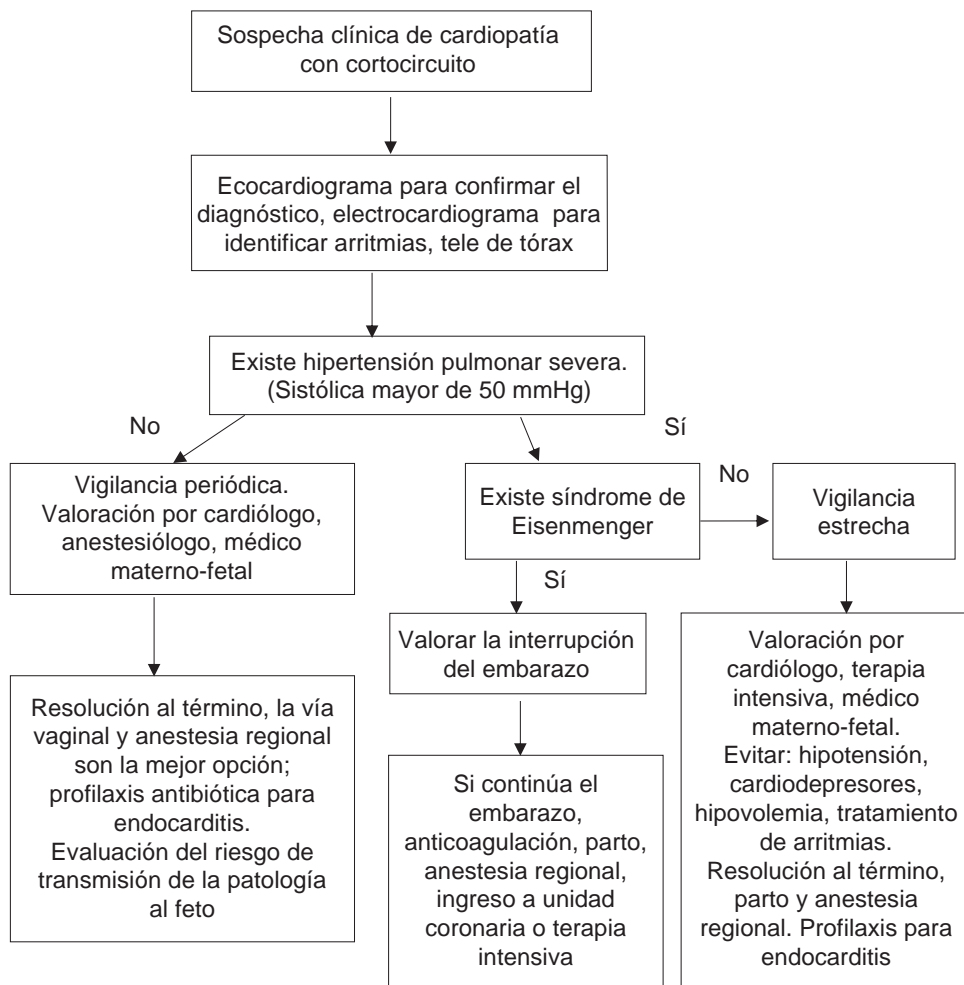 Sospecha clínica de cardiopatía
con cortocircuito
Ecocardiograma para confirmar el
diagnóstico, electrocardiograma para
identificar arritmias, tele de tórax
Existe hipertensión pulmonar severa.
(Sistólica mayor de 50 mmHg)
No
Sí
Vigilancia periódica.
Valoración por cardiólogo,
anestesiólogo, médico
materno-fetal
Existe síndrome de
Eisenmenger
No
Vigilancia
estrecha
Sí
Valorar la interrupción
del embarazo
Resolución al término, la vía
vaginal y anestesia regional
son la mejor opción;
profilaxis antibiótica para
endocarditis.
Evaluación del riesgo de
transmisión de la patología
al feto
Si continúa el
embarazo,
anticoagulación, parto,
anestesia regional,
ingreso a unidad
coronaria o terapia
intensiva
Valoración por
cardiólogo, terapia
intensiva, médico
materno-fetal.
Evitar: hipotensión,
cardiodepresores,
hipovolemia, tratamiento
de arritmias.
Resolución al término,
parto y anestesia
regional. Profilaxis para
endocarditis